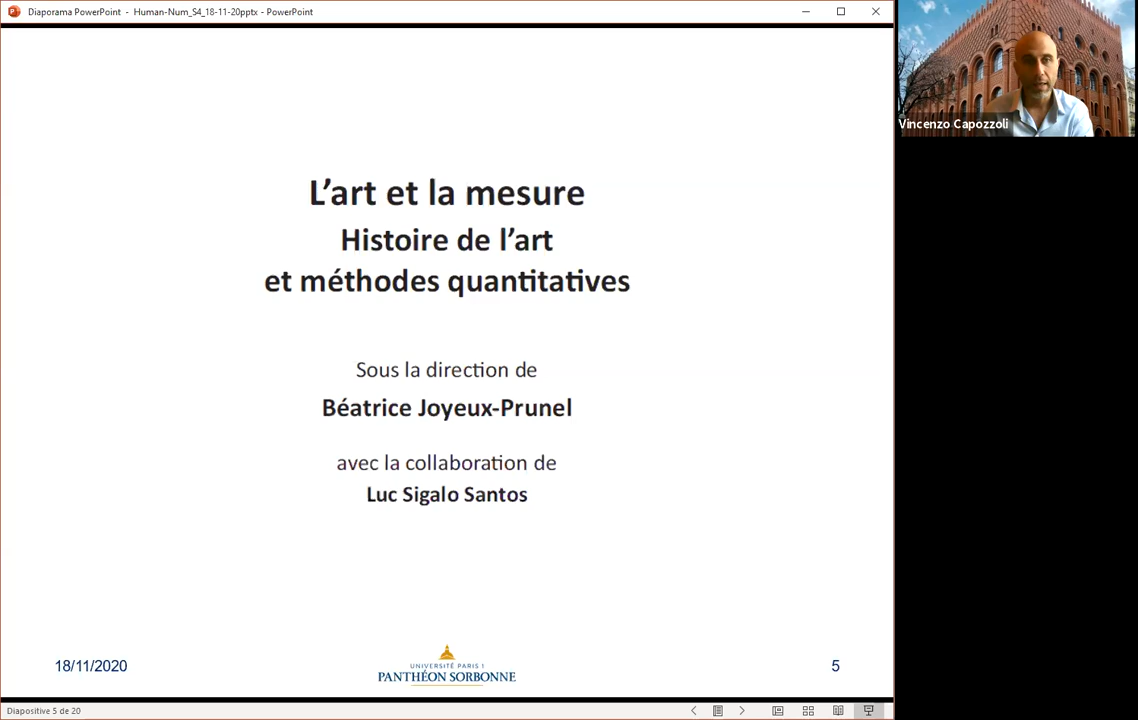 Diaporama PowerPoint - Human-Num_S4_18-11-20pptx - PowerPoint
Vincenzo Capozzoli
L’art et la mesure
Histoire de l’art
et méthodes quantitatives
Sous la direction de
Béatrice Joyeux-Prunel
avec la collaboration de
Luc Sigalo Santos
18/11/2020
UNIVERSITÉ PARIS 1
PANTHÉON SORBONNE
5
Diapositive 5 de 20